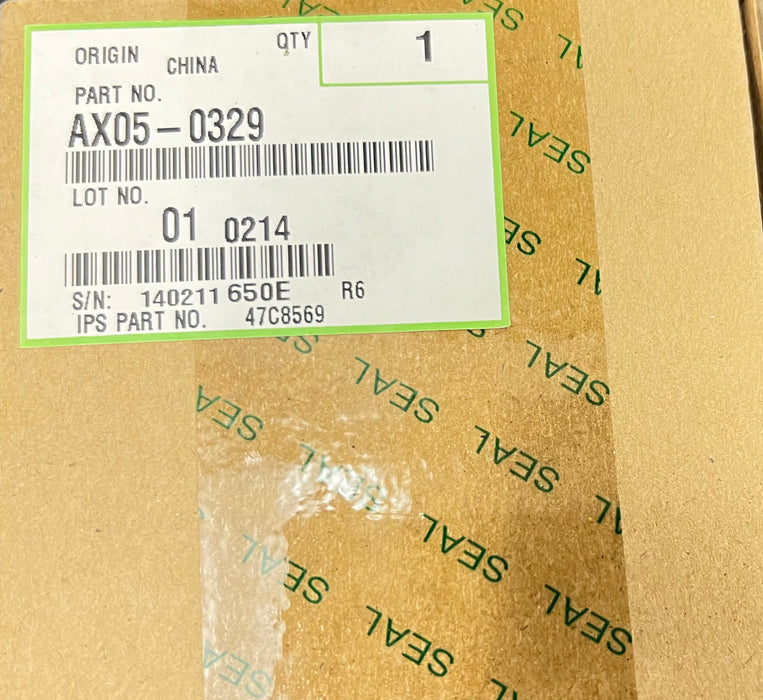 ORIGIN CHINA QTY 1
PART NO.
AX05-0329
LOT NO.
01 0214
S/N: 140211 650E R6
IPS PART NO. 47C8569
SEAL
SEAL
SEAL
SEAL
SEAL
SEAL
SEAL
SEAL
SEAL
SEAL